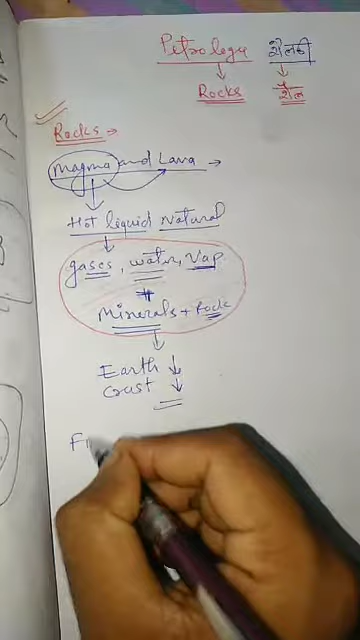 Petrology शैलकी
Rocks शैल
Rocks →
Magma and Lava →
Hot liquid Natural
gases, water, Vap
+
Minerals + Rock
Earth ↓
Crust ↓